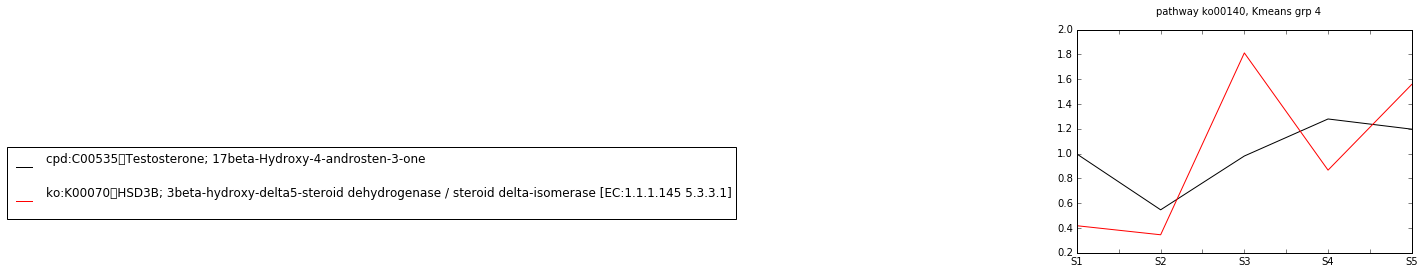 pathway ko00140, Kmeans grp 4
2.0
1.8
1.6
1.4
1.2
1.0
0.8
0.6
0.4
0.2
S1 S2 S3 S4 S5
cpd:C00535▯Testosterone; 17beta-Hydroxy-4-androsten-3-one
ko:K00070▯HSD3B; 3beta-hydroxy-delta5-steroid dehydrogenase / steroid delta-isomerase [EC:1.1.1.145 5.3.3.1]